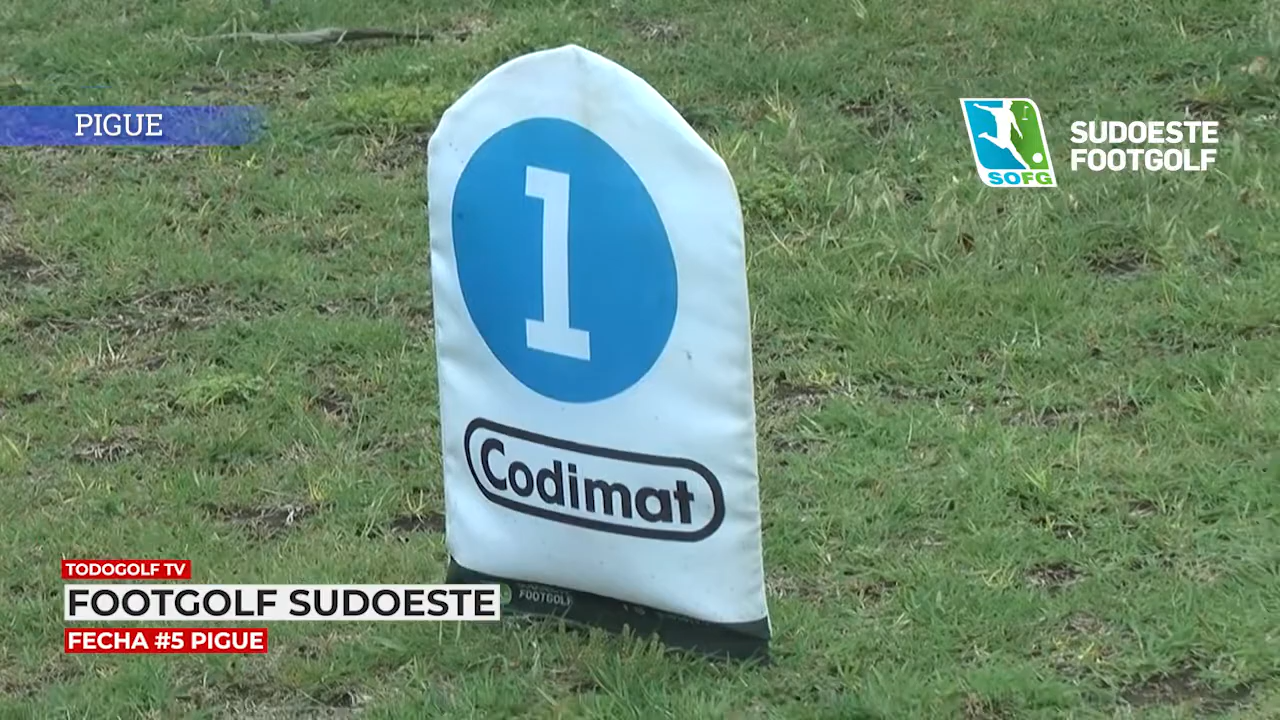 PIGUE
SOFG
SUDOESTE
FOOTGOLF
1
Codimat
FOOTGOLF
TODOGOLF TV
FOOTGOLF SUDOESTE
FECHA #5 PIGUE